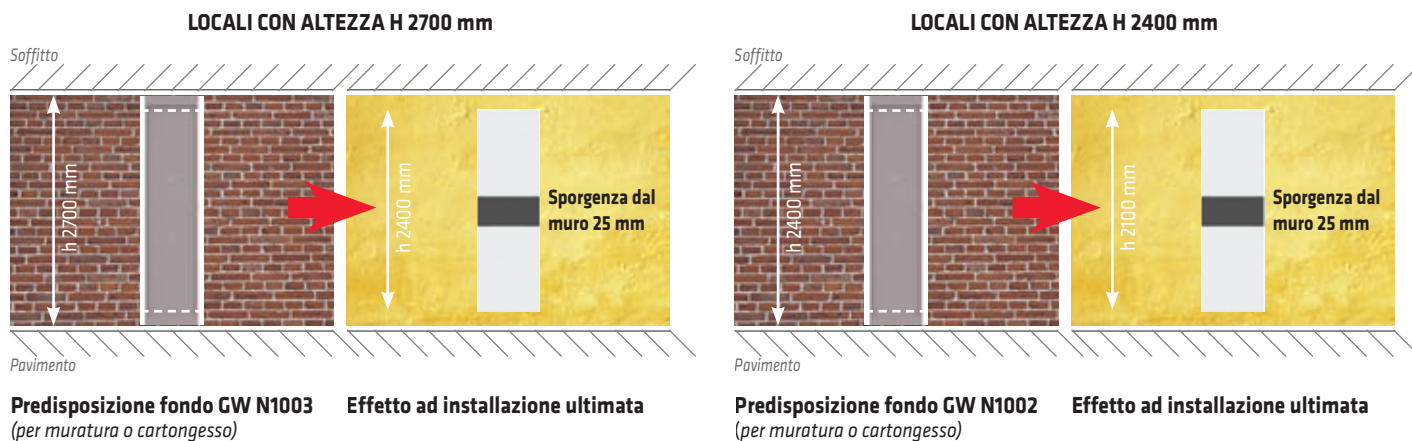 LOCALI CON ALTEZZA H 2700 mm
Soffitto
h 2700 mm
h 2400 mm
Sporgenza dal
muro 25 mm
Pavimento
Predisposizione fondo GW N1003
(per muratura o cartongesso)
Effetto ad installazione ultimata
LOCALI CON ALTEZZA H 2400 mm
Soffitto
h 2400 mm
h 2100 mm
Sporgenza dal
muro 25 mm
Pavimento
Predisposizione fondo GW N1002
(per muratura o cartongesso)
Effetto ad installazione ultimata